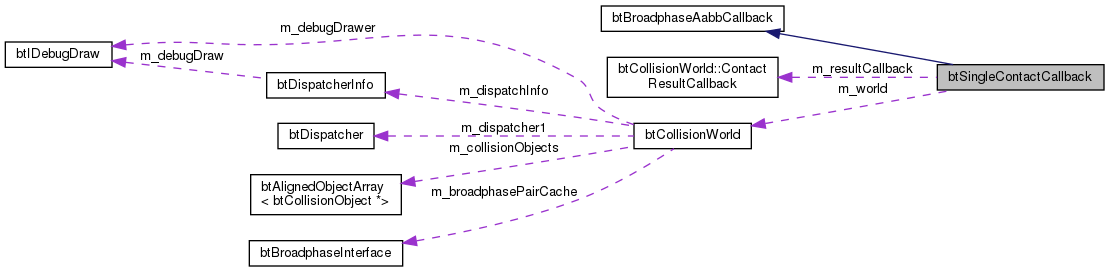 btBroadphaseAabbCallback
m_debugDrawer
btIDebugDraw
m_debugDraw
btCollisionWorld::Contact
ResultCallback
m_resultCallback
btSingleContactCallback
btDispatcherInfo
m_dispatchInfo
m_world
m_dispatcher1
btDispatcher
btCollisionWorld
m_collisionObjects
btAlignedObjectArray
< btCollisionObject *>
m_broadphasePairCache
btBroadphaseInterface